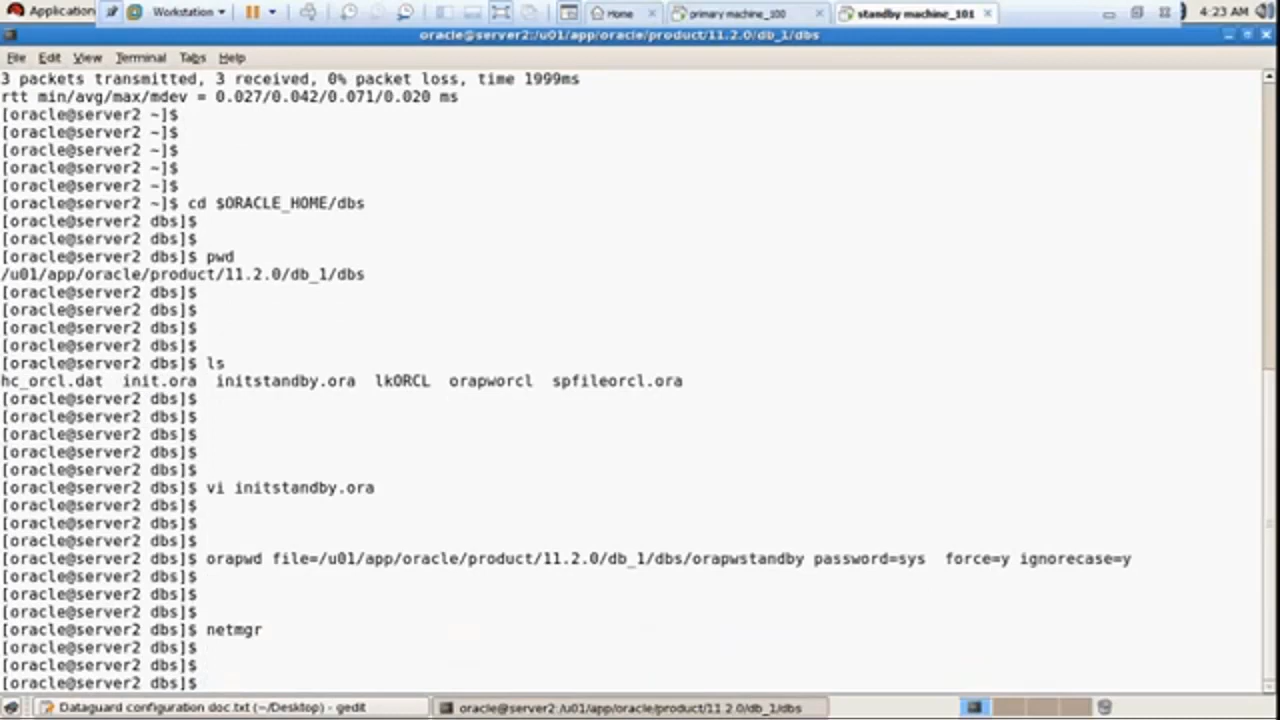 Application Workstation Home primary machine_100 standby machine_101 4:23 AM
oracle@server2:/u01/app/oracle/product/11.2.0/db_1/dbs
File Edit View Terminal Tabs Help
3 packets transmitted, 3 received, 0% packet loss, time 1999ms
rtt min/avg/max/mdev = 0.027/0.042/0.071/0.020 ms
[oracle@server2 ~]$
[oracle@server2 ~]$
[oracle@server2 ~]$
[oracle@server2 ~]$
[oracle@server2 ~]$
[oracle@server2 ~]$ cd $ORACLE_HOME/dbs
[oracle@server2 dbs]$
[oracle@server2 dbs]$
[oracle@server2 dbs]$ pwd
/u01/app/oracle/product/11.2.0/db_1/dbs
[oracle@server2 dbs]$
[oracle@server2 dbs]$
[oracle@server2 dbs]$
[oracle@server2 dbs]$
[oracle@server2 dbs]$ ls
hc_orcl.dat  init.ora  initstandby.ora  lkORCL  orapworcl  spfileorcl.ora
[oracle@server2 dbs]$
[oracle@server2 dbs]$
[oracle@server2 dbs]$
[oracle@server2 dbs]$
[oracle@server2 dbs]$
[oracle@server2 dbs]$ vi initstandby.ora
[oracle@server2 dbs]$
[oracle@server2 dbs]$
[oracle@server2 dbs]$
[oracle@server2 dbs]$ orapwd file=/u01/app/oracle/product/11.2.0/db_1/dbs/orapwstandby password=sys  force=y ignorecase=y
[oracle@server2 dbs]$
[oracle@server2 dbs]$
[oracle@server2 dbs]$
[oracle@server2 dbs]$ netmgr
[oracle@server2 dbs]$
[oracle@server2 dbs]$
[oracle@server2 dbs]$
Dataguard configuration doc.txt (~/Desktop) - gedit oracle@server2:/u01/app/oracle/product/11.2.0/db_1/dbs